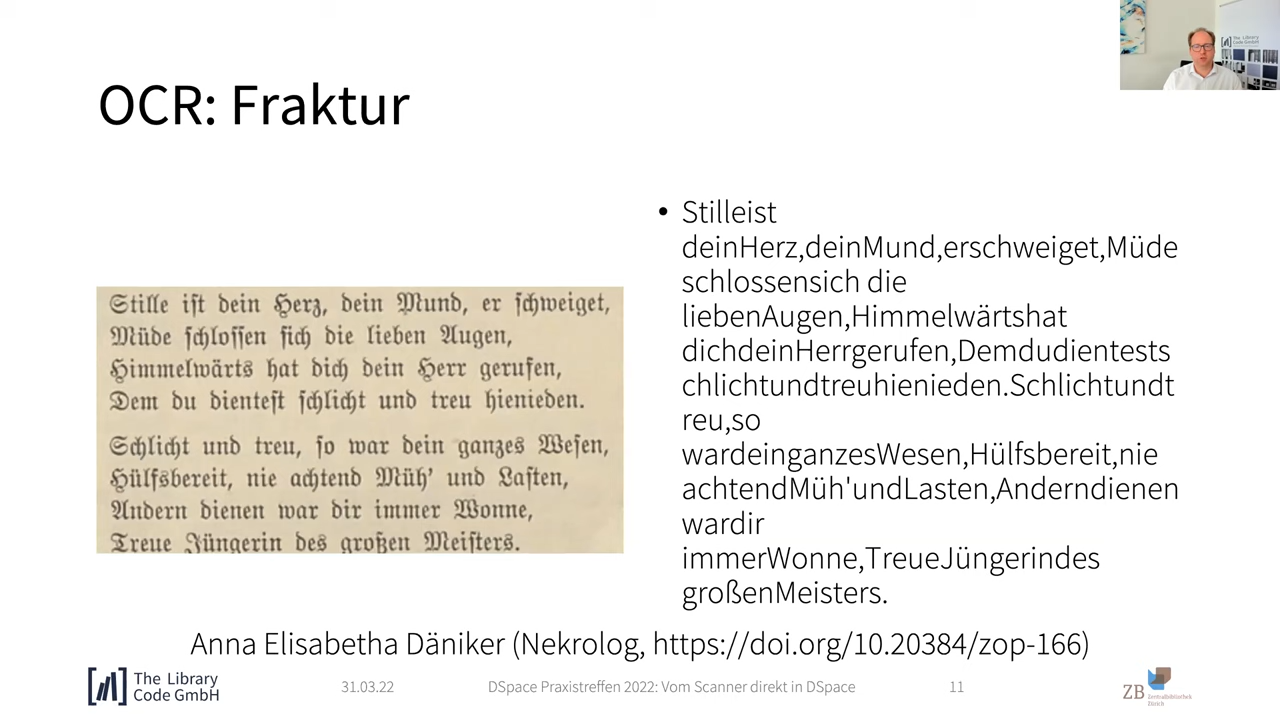 The Library
Code GmbH
OCR: Fraktur
Stille iſt dein Herz, dein Mund, er ſchweiget,
Müde ſchloſſen ſich die lieben Augen,
Himmelwärts hat dich dein Herr gerufen,
Dem du dienteſt ſchlicht und treu hienieden.
Schlicht und treu, ſo war dein ganzes Weſen,
Hülfsbereit, nie achtend Müh' und Laſten,
Andern dienen war dir immer Wonne,
Treue Jüngerin des großen Meiſters.
• Stilleist
deinHerz,deinMund,erschweiget,Müde
schlossensich die
liebenAugen,Himmelwärtshat
dichdeinHerrgerufen,Demdudientests
chlichtundtreuhienieden.Schlichtundt
reu,so
wardeinganzesWesen,Hülfsbereit,nie
achtendMüh'undLasten,Anderndienen
wardir
immerWonne,TreueJüngerindes
großenMeisters.
Anna Elisabetha Däniker (Nekrolog, https://doi.org/10.20384/zop-166)
The Library
Code GmbH
31.03.22
DSpace Praxistreffen 2022: Vom Scanner direkt in DSpace
11
ZB Zentralbibliothek
Zürich